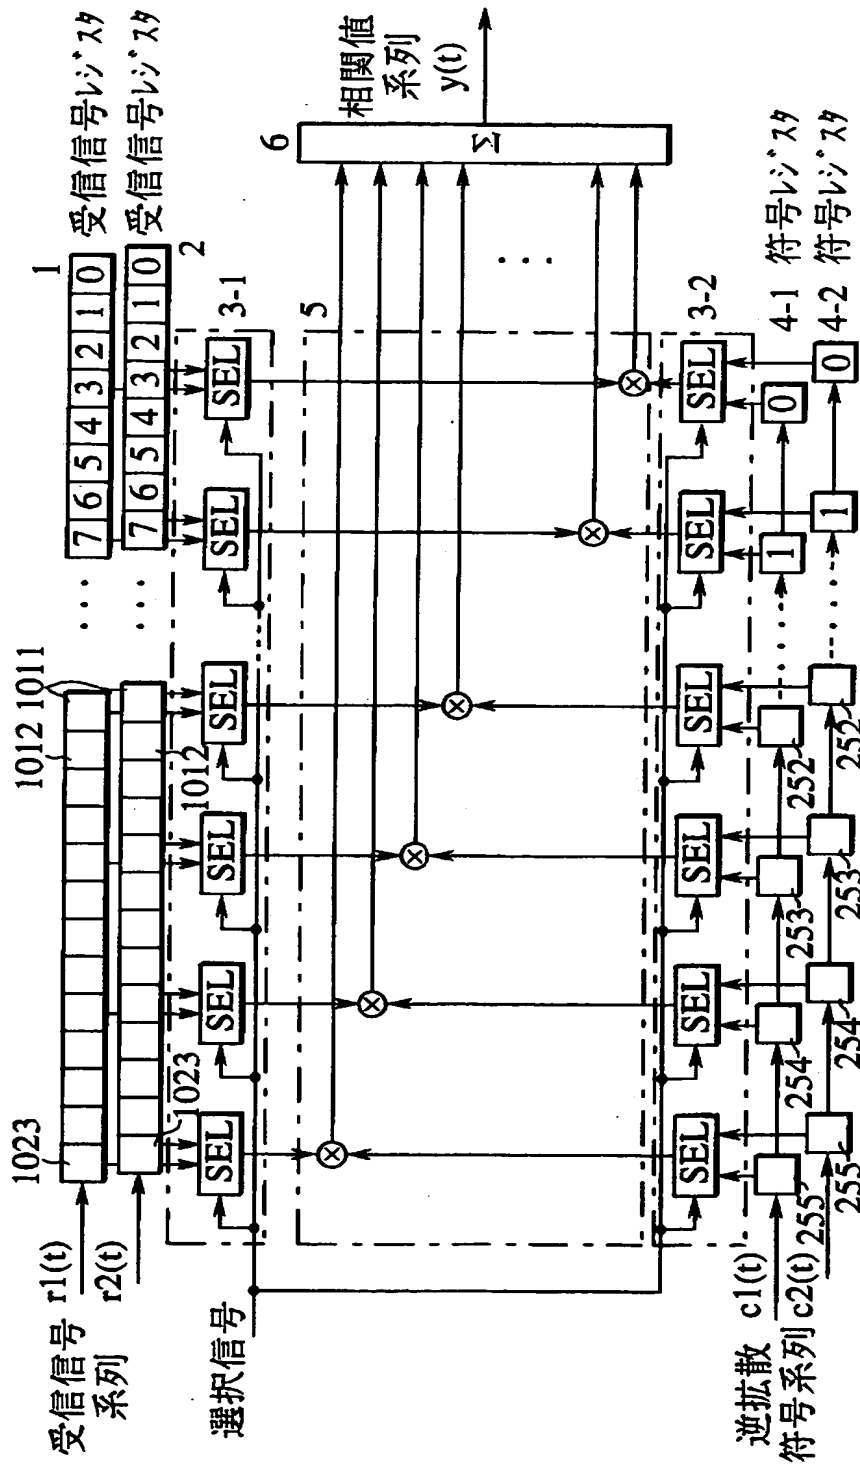 受信信号 r1(t)
系列 r2(t)
1023
1012 1011
1
7 6 5 4 3 2 1 0 受信信号レジスタ
7 6 5 4 3 2 1 0 受信信号レジスタ
1023
1012
2
... ...
選択信号
SEL SEL SEL SEL SEL SEL
3-1
5
6
Σ
相関値
系列
y(t)
...
3-2
SEL SEL SEL SEL SEL SEL
逆拡散 c1(t)
符号系列 c2(t)
255 254 253 252 1 0 4-1 符号レジスタ
255 254 253 252 1 0 4-2 符号レジスタ